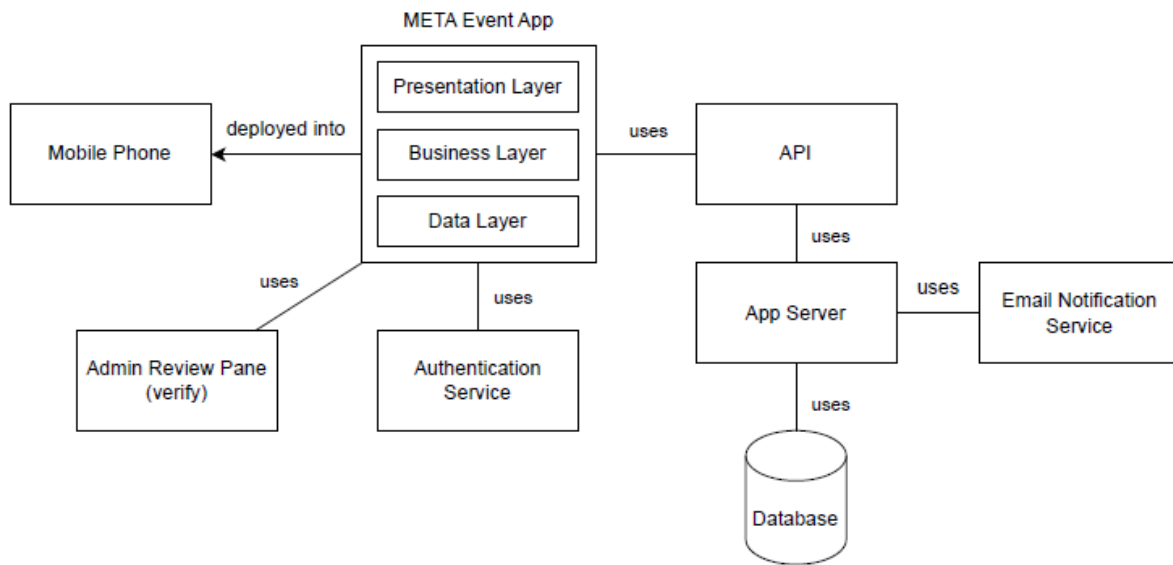 META Event App
Presentation Layer
Mobile Phone
deployed into
Business Layer
uses
API
Data Layer
uses
uses
uses
App Server
uses
Email Notification
Service
Admin Review Pane
(verify)
Authentication
Service
uses
Database